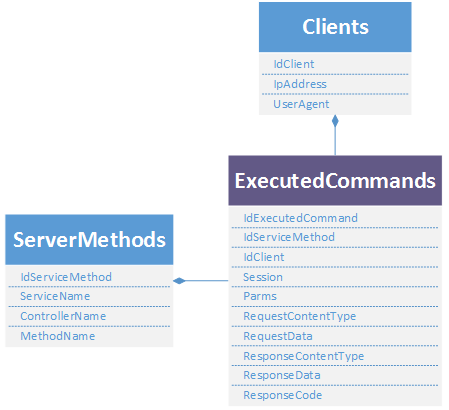 Clients
IdClient
IpAddress
UserAgent
ExecutedCommands
IdExecutedCommand
IdServiceMethod
IdClient
Session
Parms
RequestContentType
RequestData
ResponseContentType
ResponseData
ResponseCode
ServerMethods
IdServiceMethod
ServiceName
ControllerName
MethodName